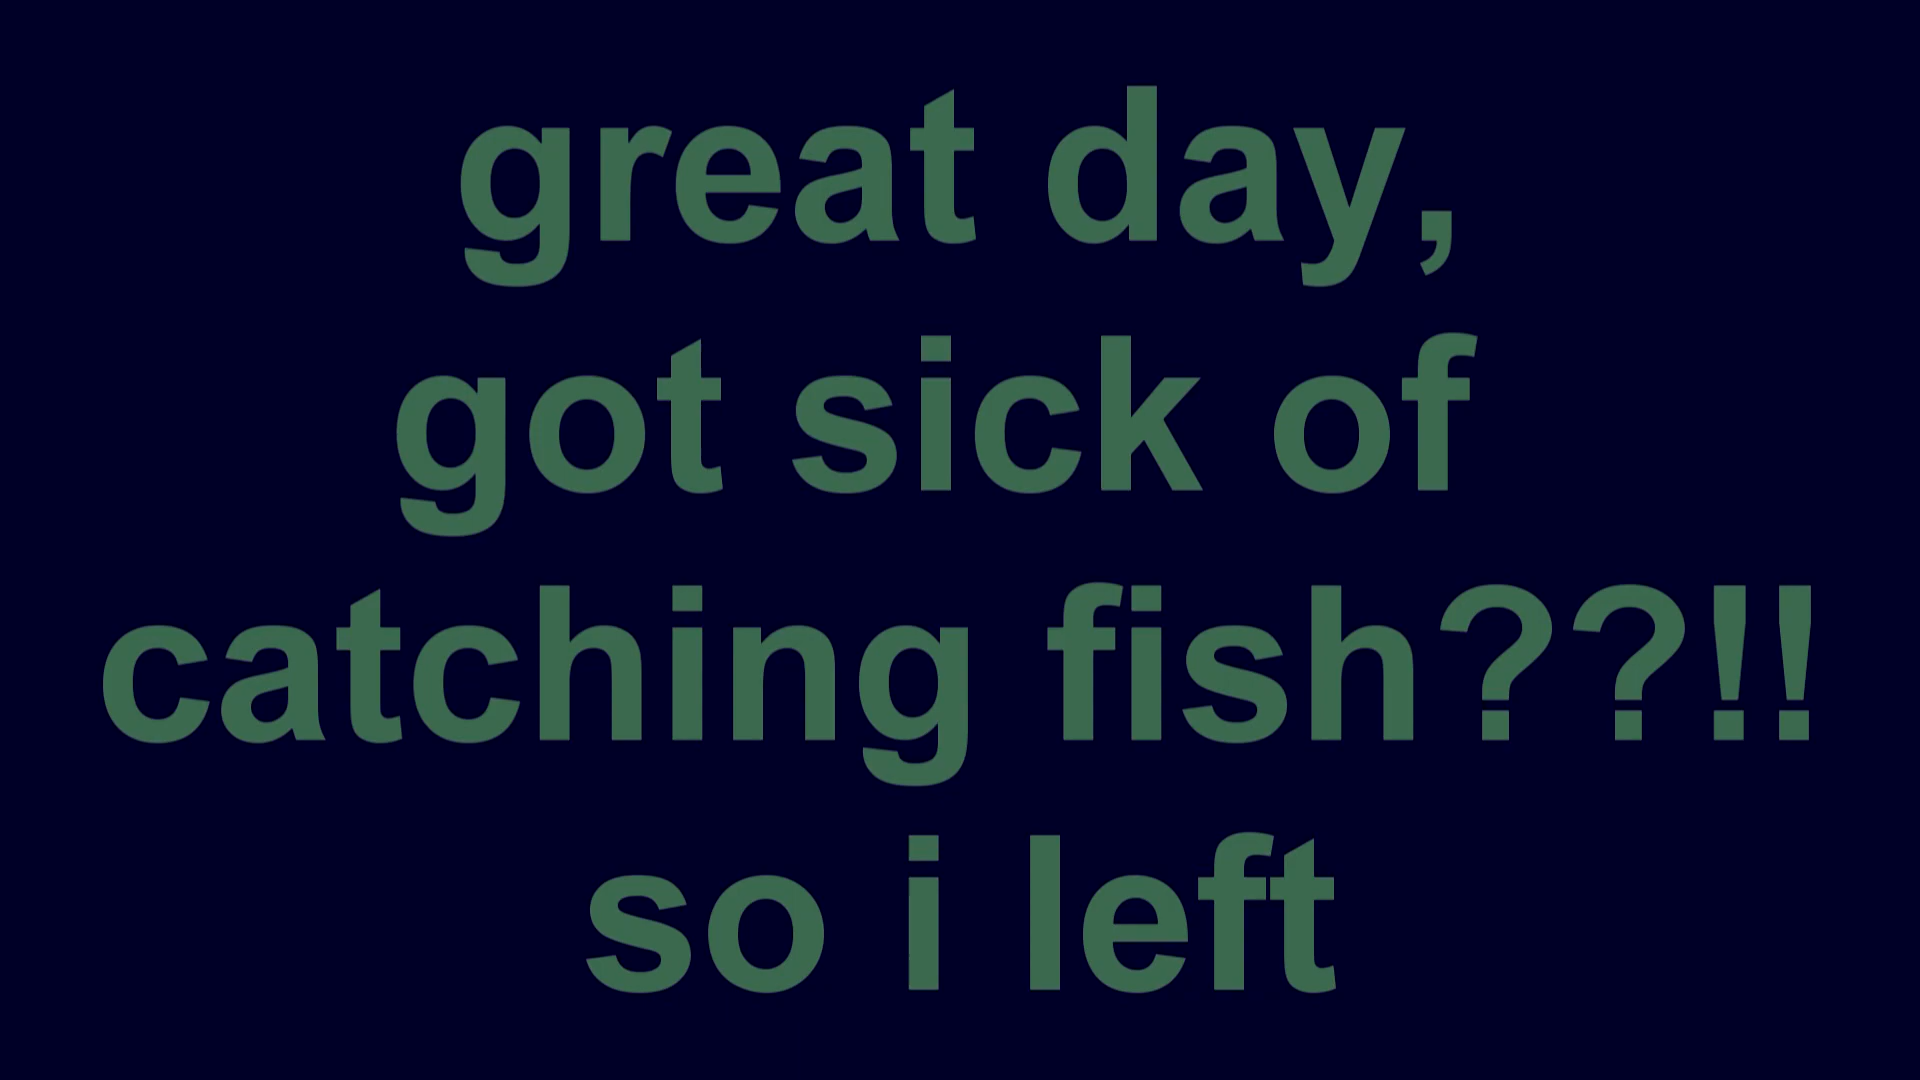 great day,
got sick of
catching fish??!!
so i left